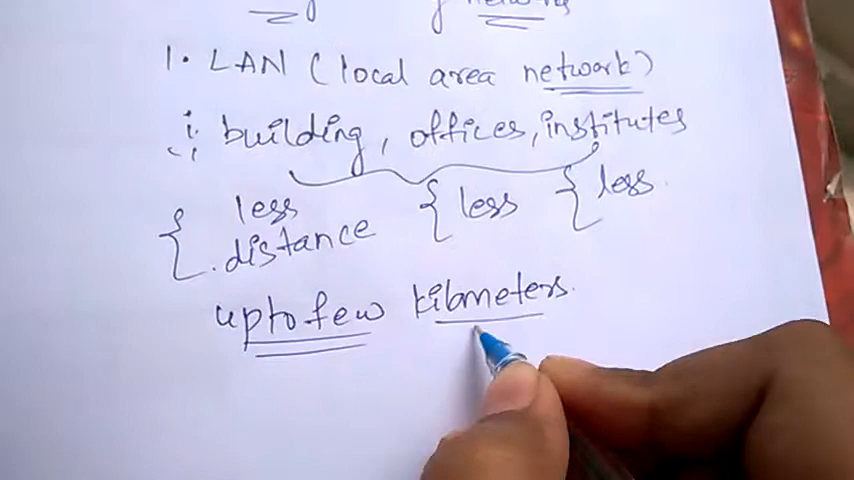 1. LAN (local area network)
building, offices, institutes
{ less { less { less.
distance
upto few kilometers.